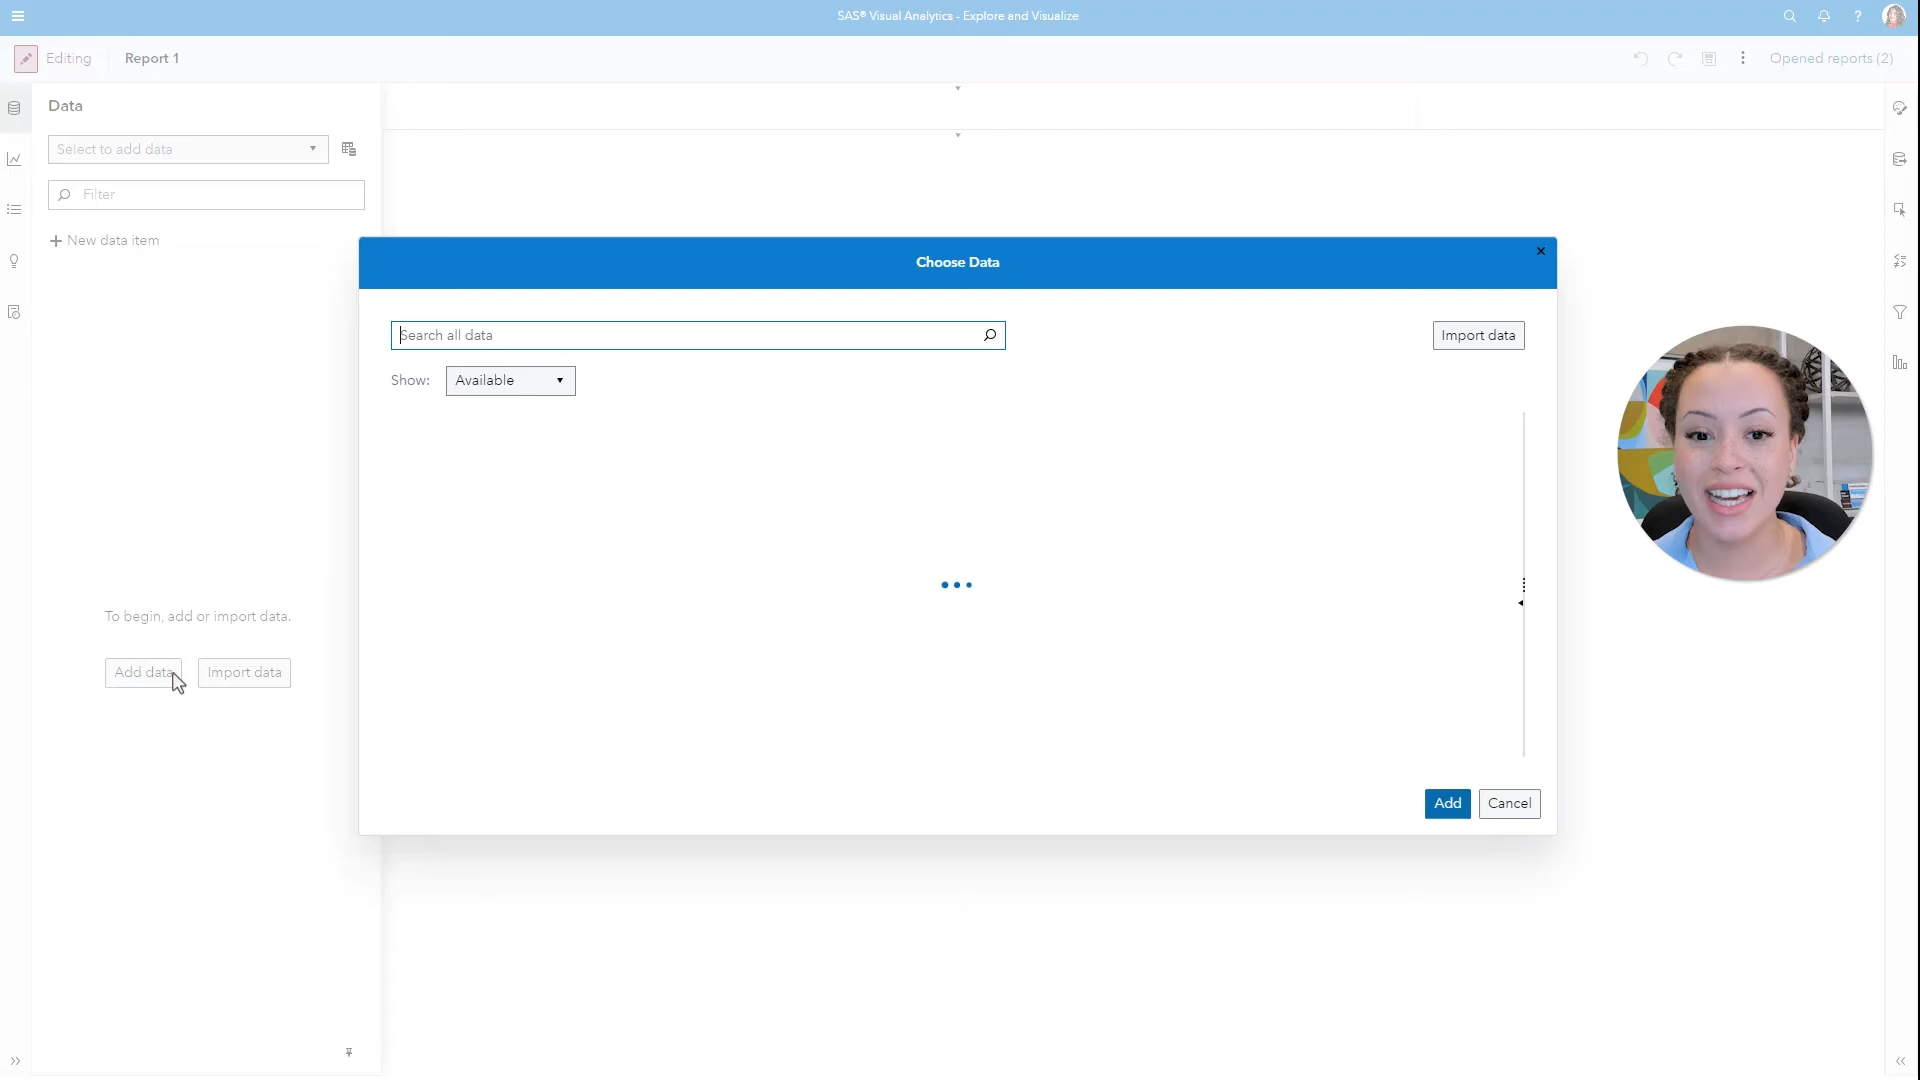 SAS® Visual Analytics - Explore and Visualize
Editing
Report 1
Opened reports (2)
Data
Select to add data
Filter
New data item
To begin, add or import data.
Add data
Import data
Choose Data
Search all data
Import data
Show:
Available
Add
Cancel